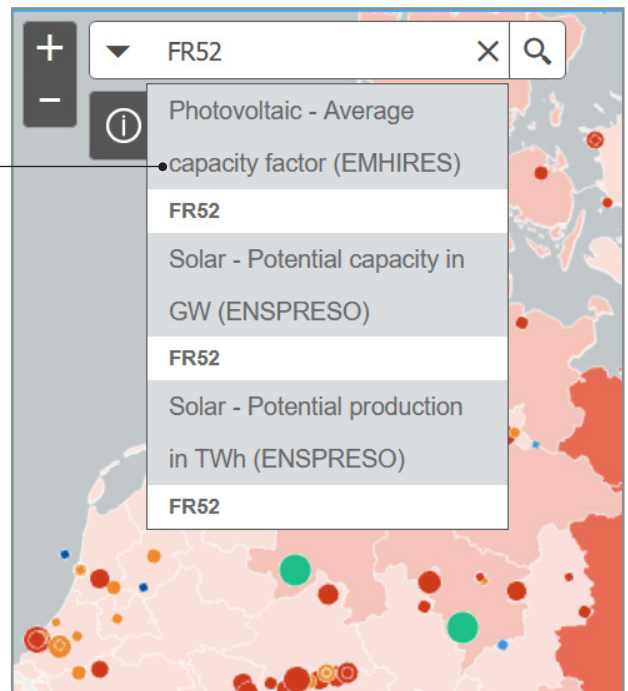 +
FR52
−
Photovoltaic - Average
capacity factor (EMHIRES)
FR52
Solar - Potential capacity in
GW (ENSPRESO)
FR52
Solar - Potential production
in TWh (ENSPRESO)
FR52